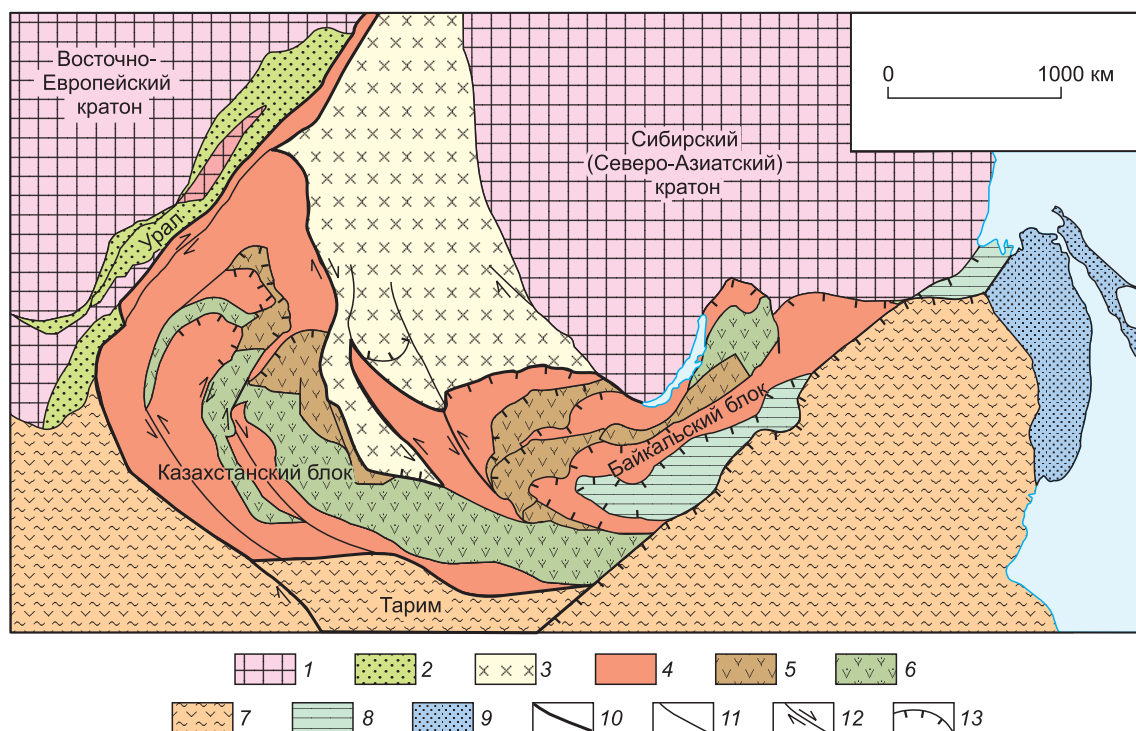 Восточно-
Европейский
кратон
0 1000 км
Сибирский
(Северо-Азиатский)
кратон
Урал
Байкальский блок
Казахстанский блок
Тарим
1 2 3 4 5 6
7 8 9 10 11 12 13